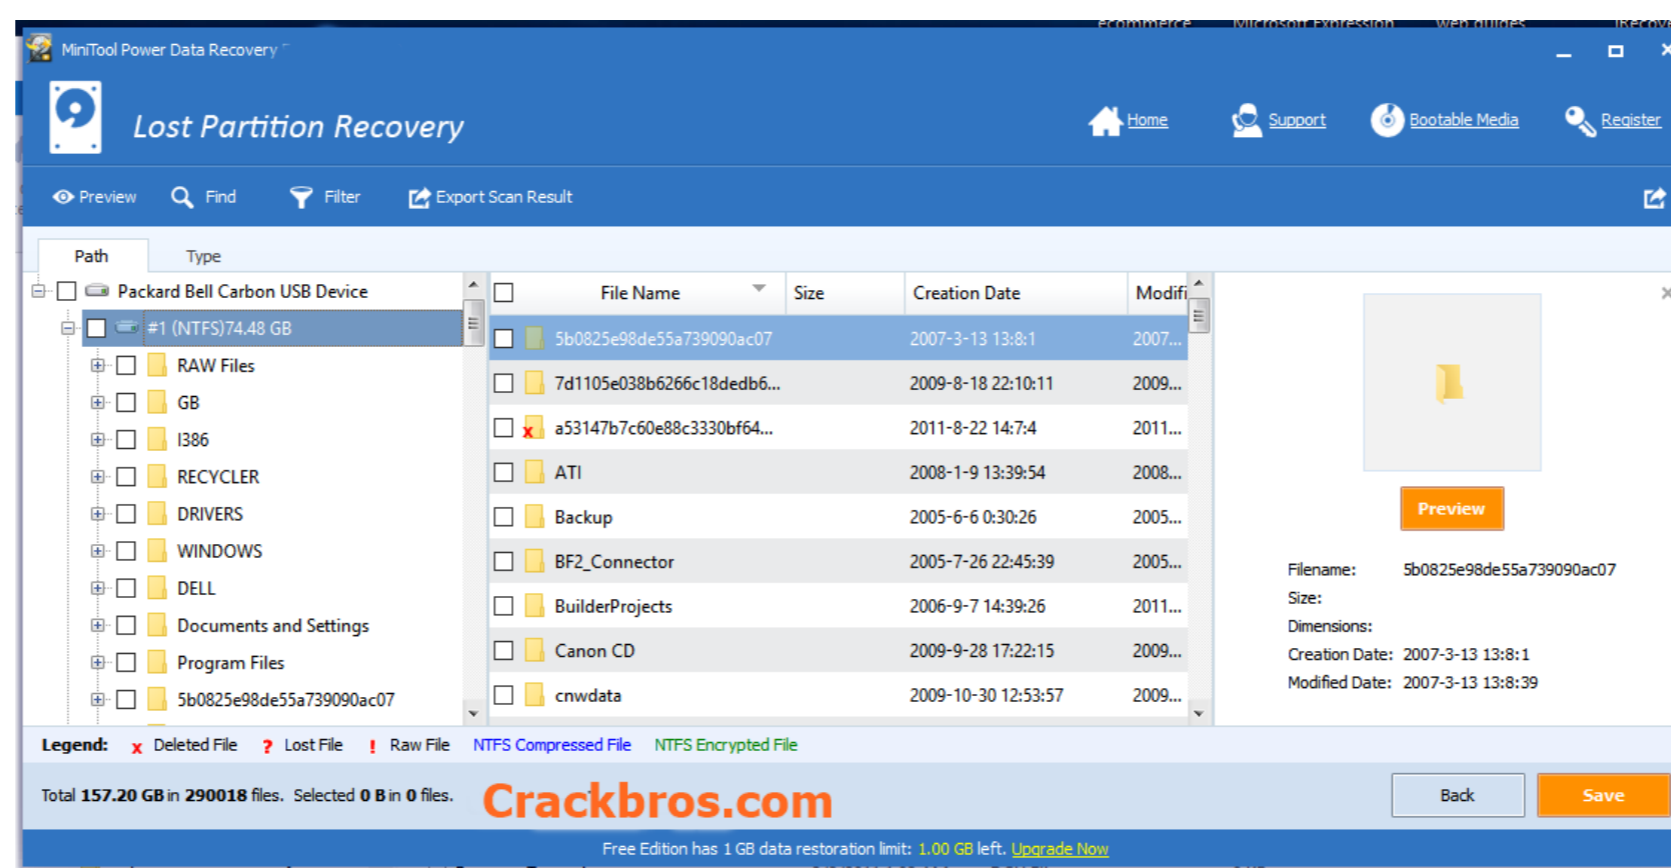 ecommerce Microsoft Expression web guides
MiniTool Power Data Recovery
Lost Partition Recovery
Home Support Bootable Media Register
Preview Find Filter Export Scan Result
Path Type
Packard Bell Carbon USB Device
#1 (NTFS)74.48 GB
RAW Files
GB
I386
RECYCLER
DRIVERS
WINDOWS
DELL
Documents and Settings
Program Files
5b0825e98de55a739090ac07
File Name Size Creation Date Modifi
5b0825e98de55a739090ac07 2007-3-13 13:8:1 2007...
7d1105e038b6266c18dedb6... 2009-8-18 22:10:11 2009...
x a53147b7c60e88c3330bf64... 2011-8-22 14:7:4 2011...
ATI 2008-1-9 13:39:54 2008...
Backup 2005-6-6 0:30:26 2005...
BF2_Connector 2005-7-26 22:45:39 2005...
BuilderProjects 2006-9-7 14:39:26 2011...
Canon CD 2009-9-28 17:22:15 2009...
cnwdata 2009-10-30 12:53:57 2009...
Preview
Filename: 5b0825e98de55a739090ac07
Size:
Dimensions:
Creation Date: 2007-3-13 13:8:1
Modified Date: 2007-3-13 13:8:39
Legend: x Deleted File ? Lost File ! Raw File NTFS Compressed File NTFS Encrypted File
Total 157.20 GB in 290018 files. Selected 0 B in 0 files.
Crackbros.com
Back Save
Free Edition has 1 GB data restoration limit: 1.00 GB left. Upgrade Now